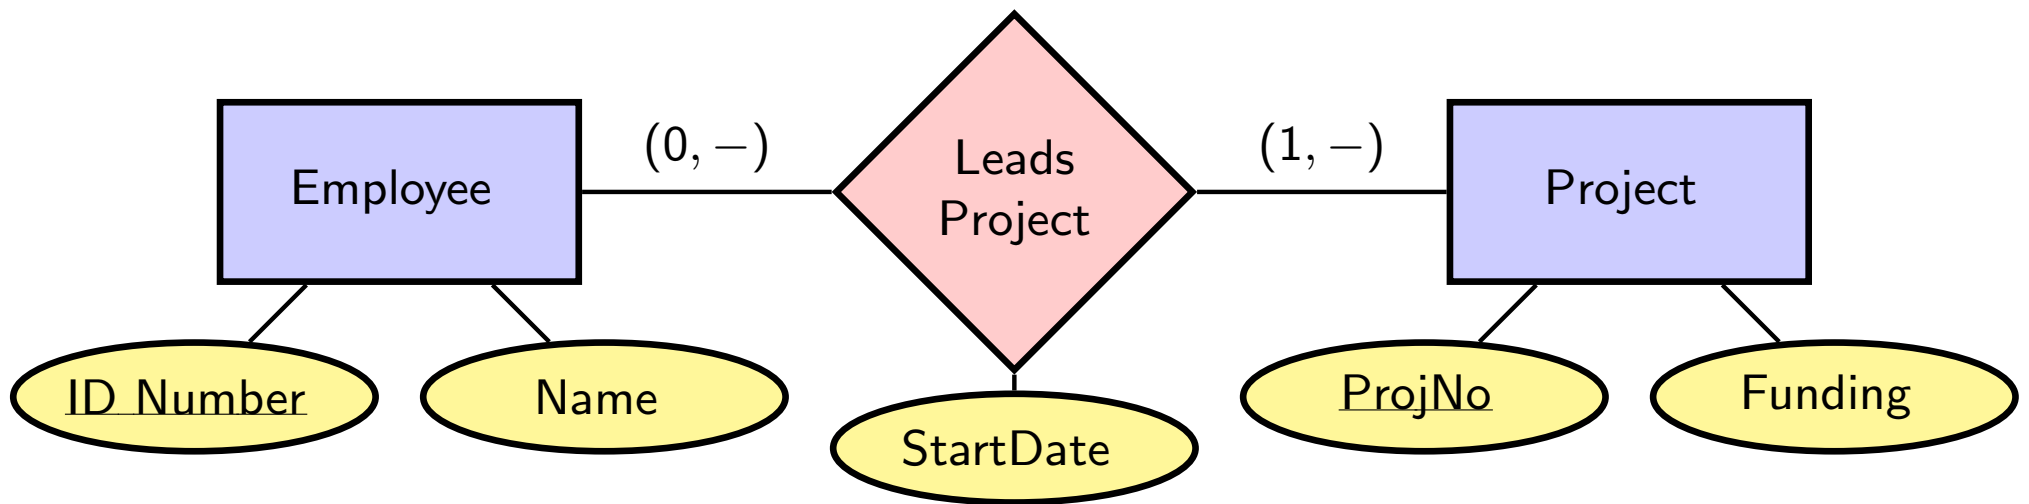 Employee
(0, −)
Leads
Project
(1, −)
Project
ID Number
Name
StartDate
ProjNo
Funding